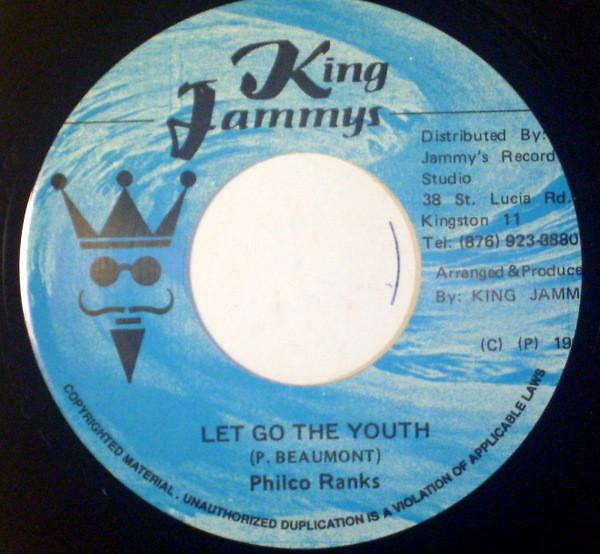 King
Jammys
Distributed By:
Jammy's Record
Studio
38 St. Lucia Rd.
Kingston 11
Tel: (876) 923-3880
Arranged & Produce
By: KING JAMM
(C) (P) 19
LET GO THE YOUTH
(P. BEAUMONT)
Philco Ranks
COPYRIGHTED MATERIAL. UNAUTHORIZED DUPLICATION IS A VIOLATION OF APPLICABLE LAWS